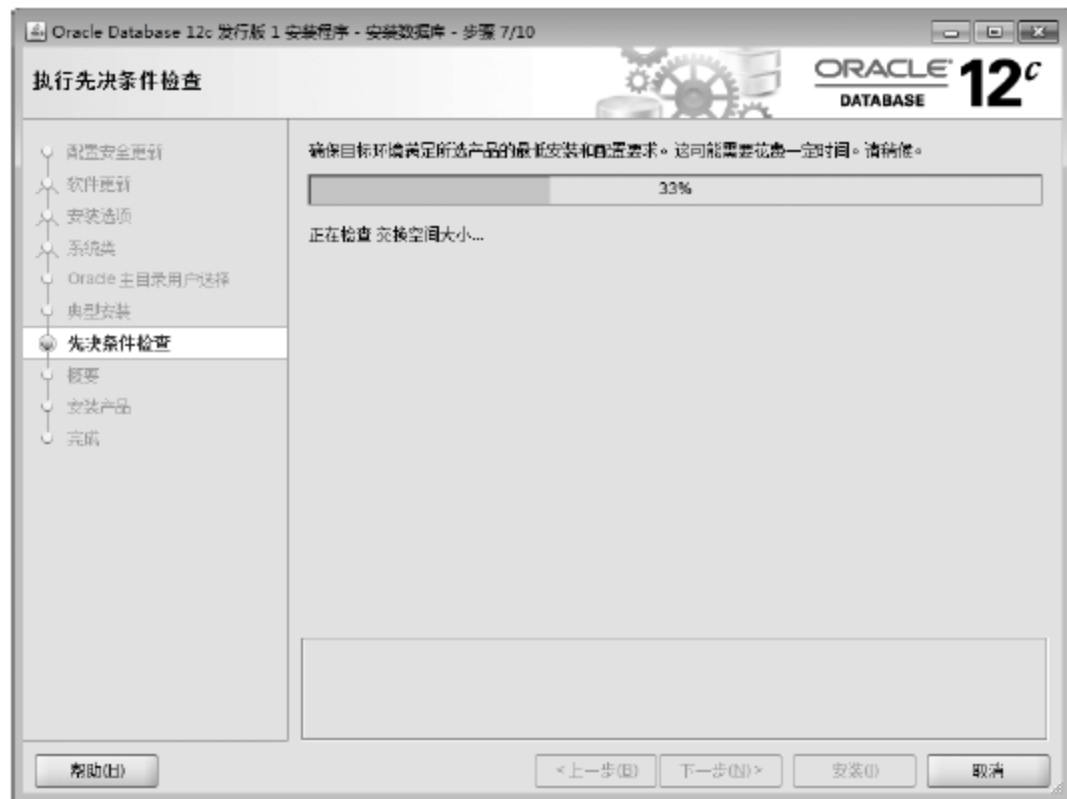 Oracle Database 12c 发行版 1 安装程序 - 安装数据库 - 步骤 7/10
执行先决条件检查
ORACLE
DATABASE
12c
配置安全更新
软件更新
安装选项
系统类
Oracle 主目录用户选择
典型安装
先决条件检查
概要
安装产品
完成
确保目标环境满足所选产品的最低安装和配置要求。这可能需要花费一定时间。请稍候。
33%
正在检查 交换空间大小...
帮助(H)
<上一步(B)
下一步(N)>
安装(I)
取消